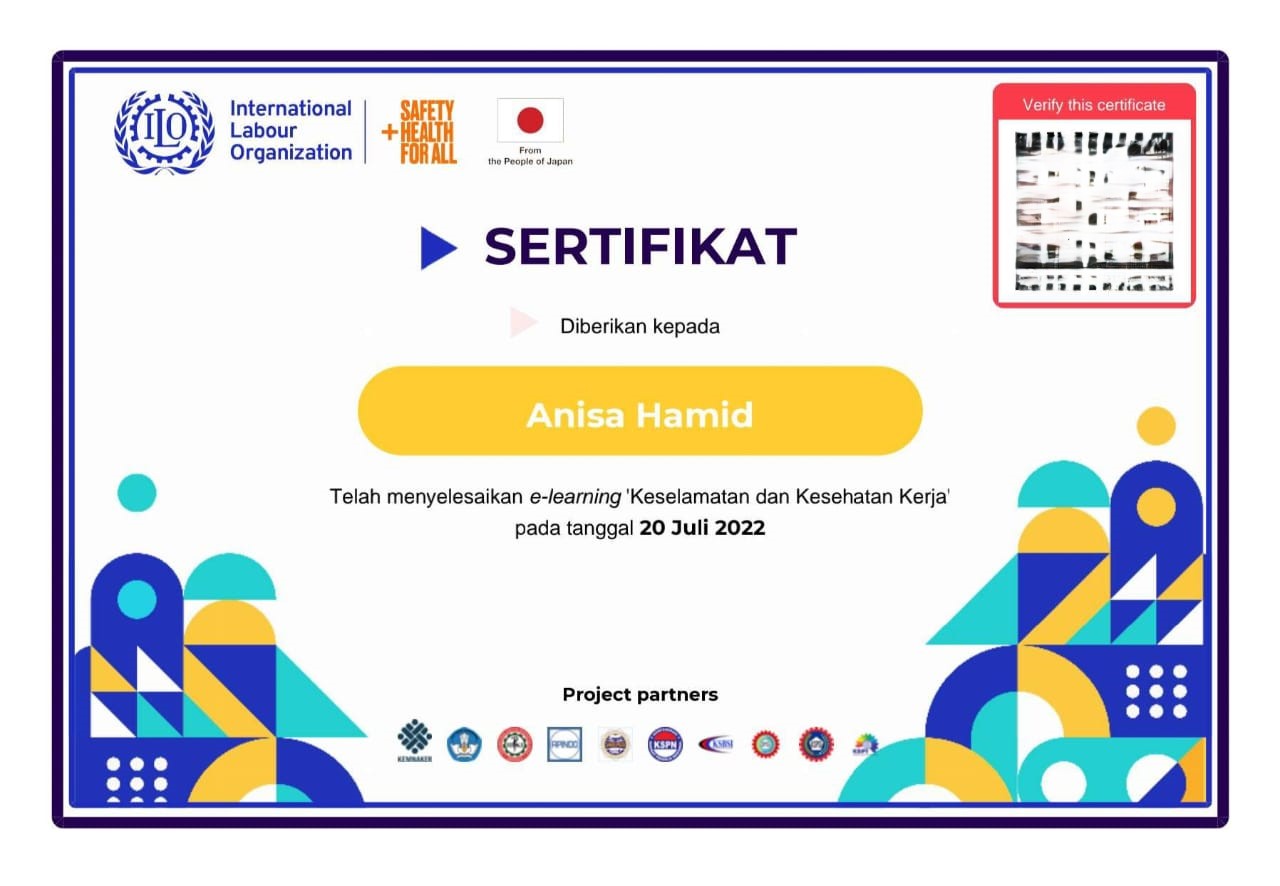 International
Labour
Organization
SAFETY
+ HEALTH
FOR ALL
From
the People of Japan
Verify this certificate
SERTIFIKAT
Diberikan kepada
Anisa Hamid
Telah menyelesaikan e-learning 'Keselamatan dan Kesehatan Kerja'
pada tanggal 20 Juli 2022
Project partners
KEMNAKER
APINDO
KSPN
KSBSI